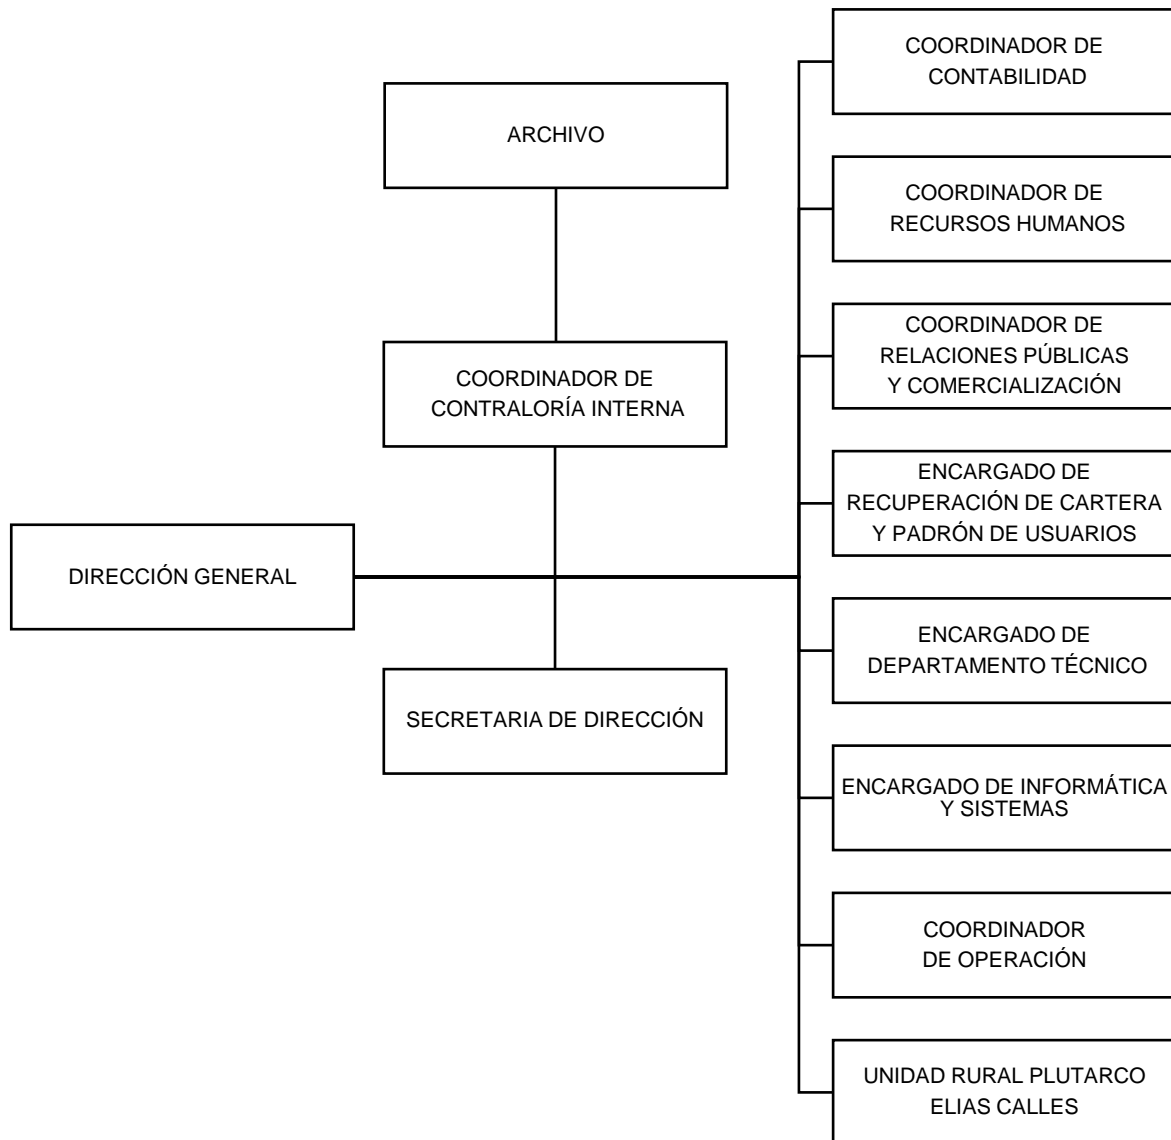 COORDINADOR DE
CONTABILIDAD
ARCHIVO
COORDINADOR DE
RECURSOS HUMANOS
COORDINADOR DE
RELACIONES PÚBLICAS
Y COMERCIALIZACIÓN
COORDINADOR DE
CONTRALORÍA INTERNA
ENCARGADO DE
RECUPERACIÓN DE CARTERA
Y PADRÓN DE USUARIOS
DIRECCIÓN GENERAL
ENCARGADO DE
DEPARTAMENTO TÉCNICO
SECRETARIA DE DIRECCIÓN
ENCARGADO DE INFORMÁTICA
Y SISTEMAS
COORDINADOR
DE OPERACIÓN
UNIDAD RURAL PLUTARCO
ELIAS CALLES